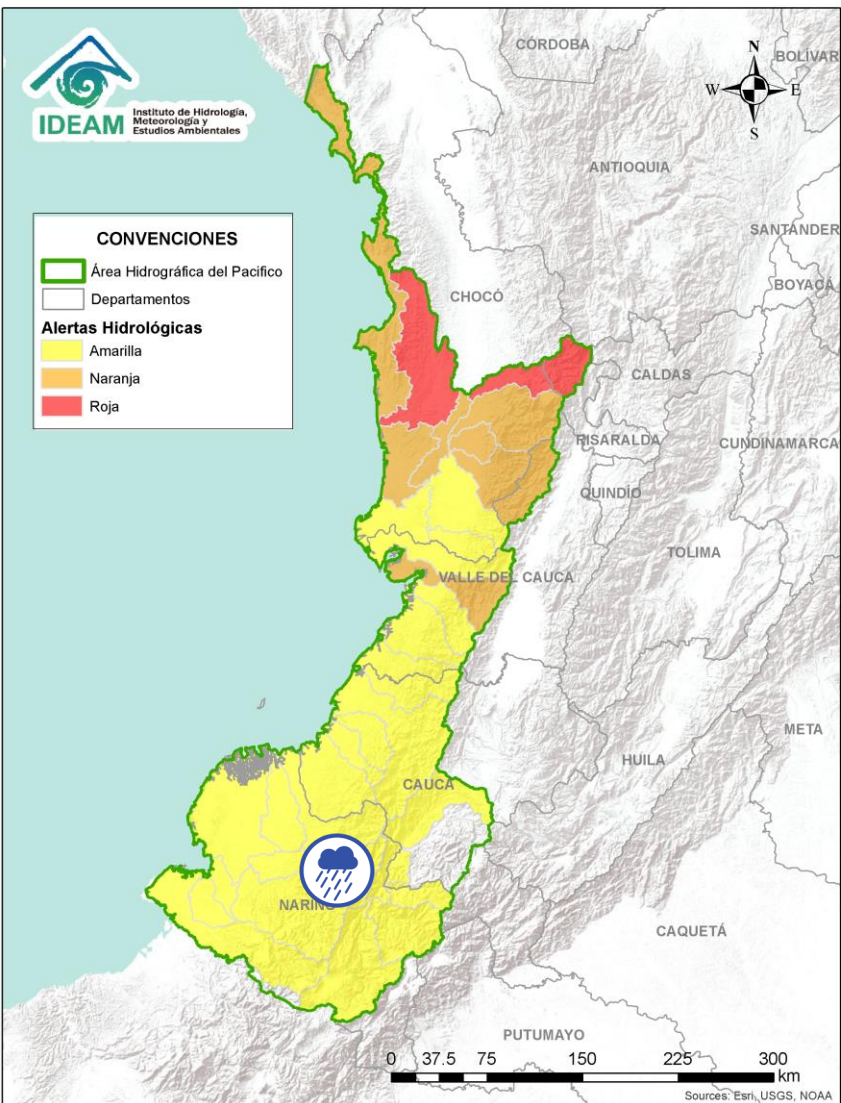 IDEAM
Instituto de Hidrología,
Meteorología y
Estudios Ambientales
CÓRDOBA
BOLÍVAR
N
W
E
S
ANTIOQUIA
SANTANDER
BOYACÁ
CONVENCIONES
Área Hidrográfica del Pacifico
Departamentos
Alertas Hidrológicas
Amarilla
Naranja
Roja
CHOCÓ
CALDAS
RISARALDA
CUNDINAMARCA
QUINDÍO
TOLIMA
VALLE DEL CAUCA
META
HUILA
CAUCA
NARIÑO
CAQUETÁ
PUTUMAYO
0 37.5 75 150 225 300
km
Sources: Esri, USGS, NOAA